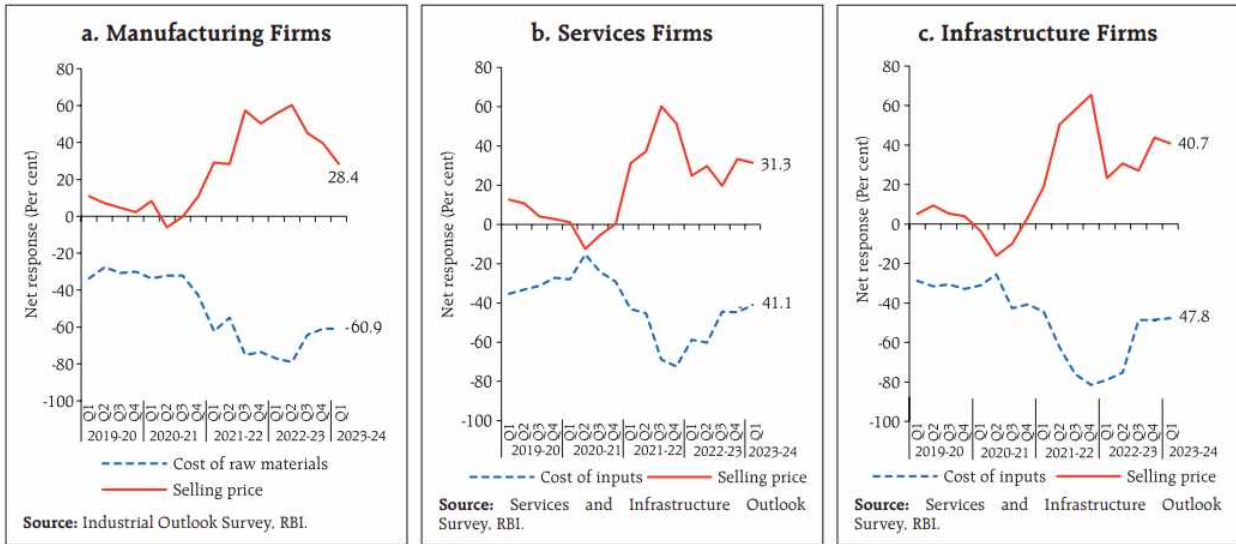 a. Manufacturing Firms
Net response (Per cent)
80
60
40
20
0
-20
-40
-60
-80
-100
28.4
-60.9
Q1 Q2 Q3 Q4 Q1 Q2 Q3 Q4 Q1 Q2 Q3 Q4 Q1 Q2 Q3 Q4 Q1
2019-20 2020-21 2021-22 2022-23 2023-24
Cost of raw materials
Selling price
Source: Industrial Outlook Survey, RBI.
b. Services Firms
Net response (Per cent)
80
60
40
20
0
-20
-40
-60
-80
-100
31.3
-41.1
Q1 Q2 Q3 Q4 Q1 Q2 Q3 Q4 Q1 Q2 Q3 Q4 Q1 Q2 Q3 Q4 Q1
2019-20 2020-21 2021-22 2022-23 2023-24
Cost of inputs Selling price
Source: Services and Infrastructure Outlook
Survey, RBI.
c. Infrastructure Firms
Net response (Per cent)
80
60
40
20
0
-20
-40
-60
-80
-100
40.7
47.8
Q1 Q2 Q3 Q4 Q1 Q2 Q3 Q4 Q1 Q2 Q3 Q4 Q1 Q2 Q3 Q4 Q1
2019-20 2020-21 2021-22 2022-23 2023-24
Cost of inputs Selling price
Source: Services and Infrastructure Outlook
Survey, RBI.